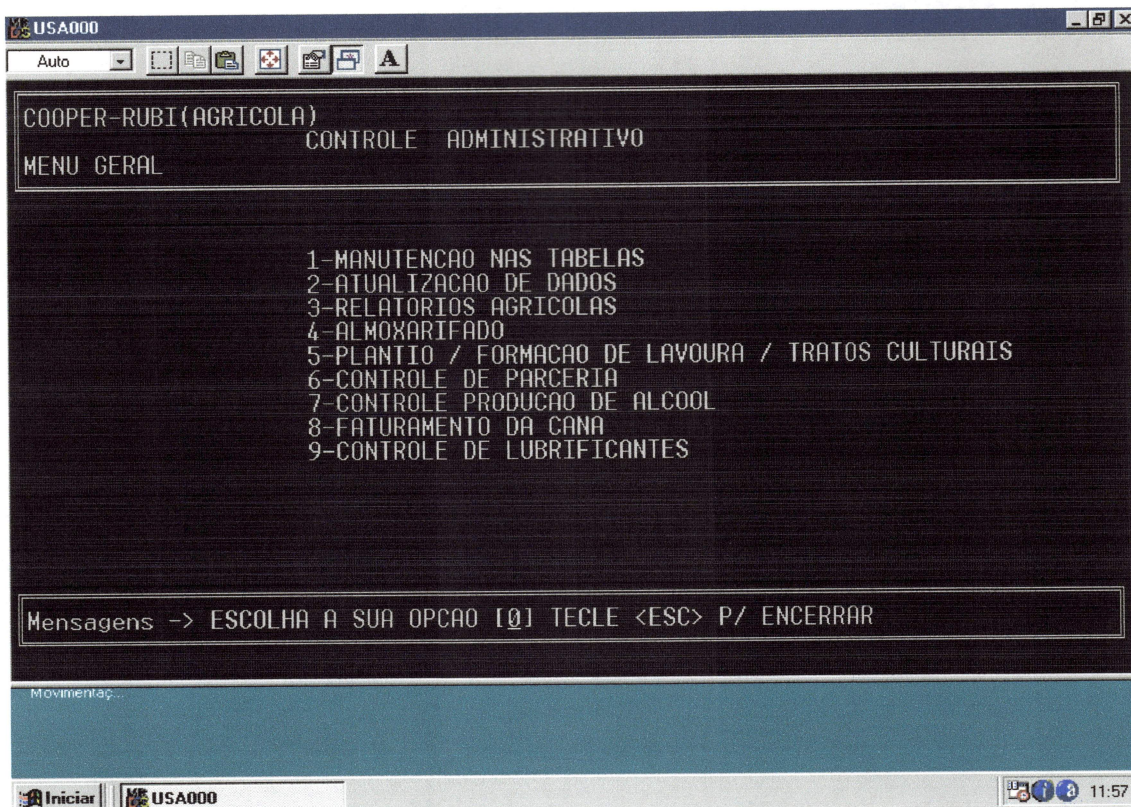 USA000
Auto
A
COOPER-RUBI(AGRICOLA)
CONTROLE ADMINISTRATIVO
MENU GERAL
1-MANUTENCAO NAS TABELAS
2-ATUALIZACAO DE DADOS
3-RELATORIOS AGRICOLAS
4-ALMOXARIFADO
5-PLANTIO / FORMACAO DE LAVOURA / TRATOS CULTURAIS
6-CONTROLE DE PARCERIA
7-CONTROLE PRODUCAO DE ALCOOL
8-FATURAMENTO DA CANA
9-CONTROLE DE LUBRIFICANTES
Mensagens -> ESCOLHA A SUA OPCAO [0] TECLE <ESC> P/ ENCERRAR
Movimentaç...
Iniciar USA000 11:57